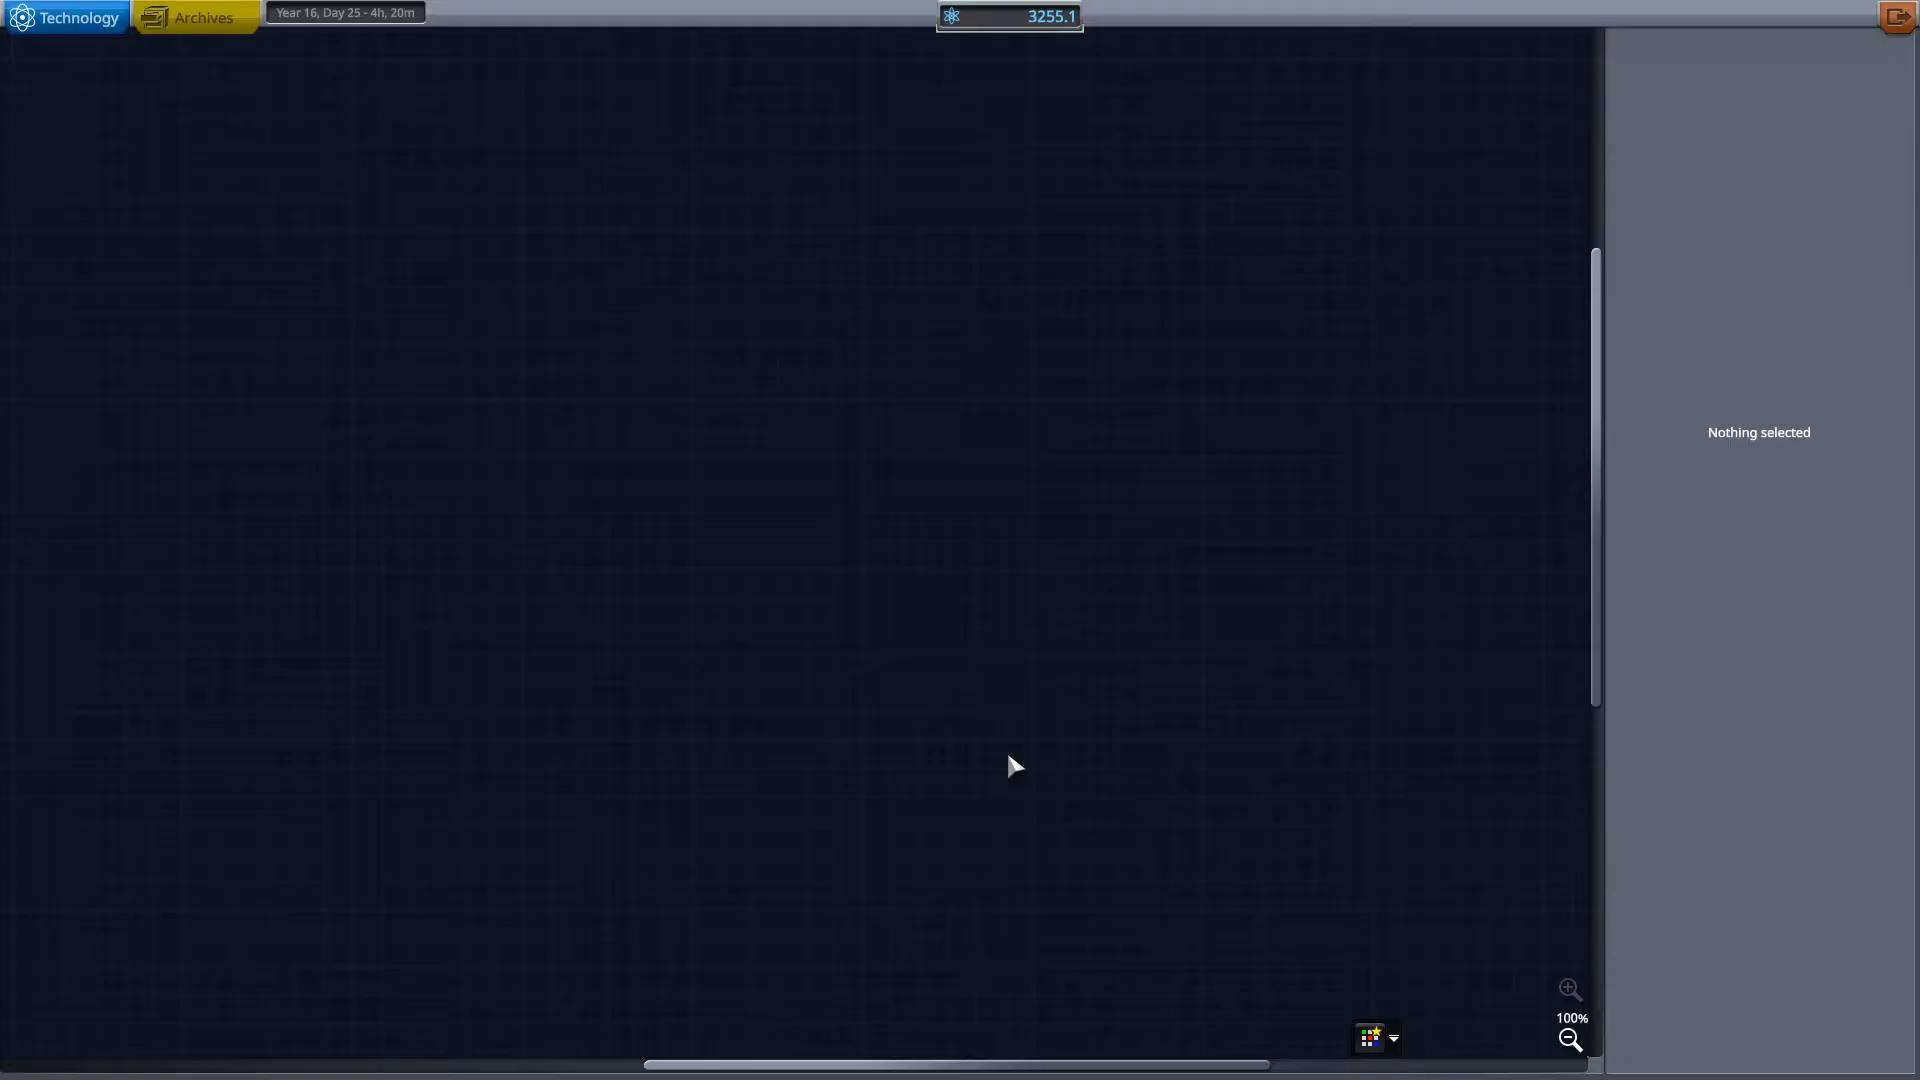 Technology
Archives
Year 16, Day 25 - 4h, 20m
3255.1
Nothing selected
100%